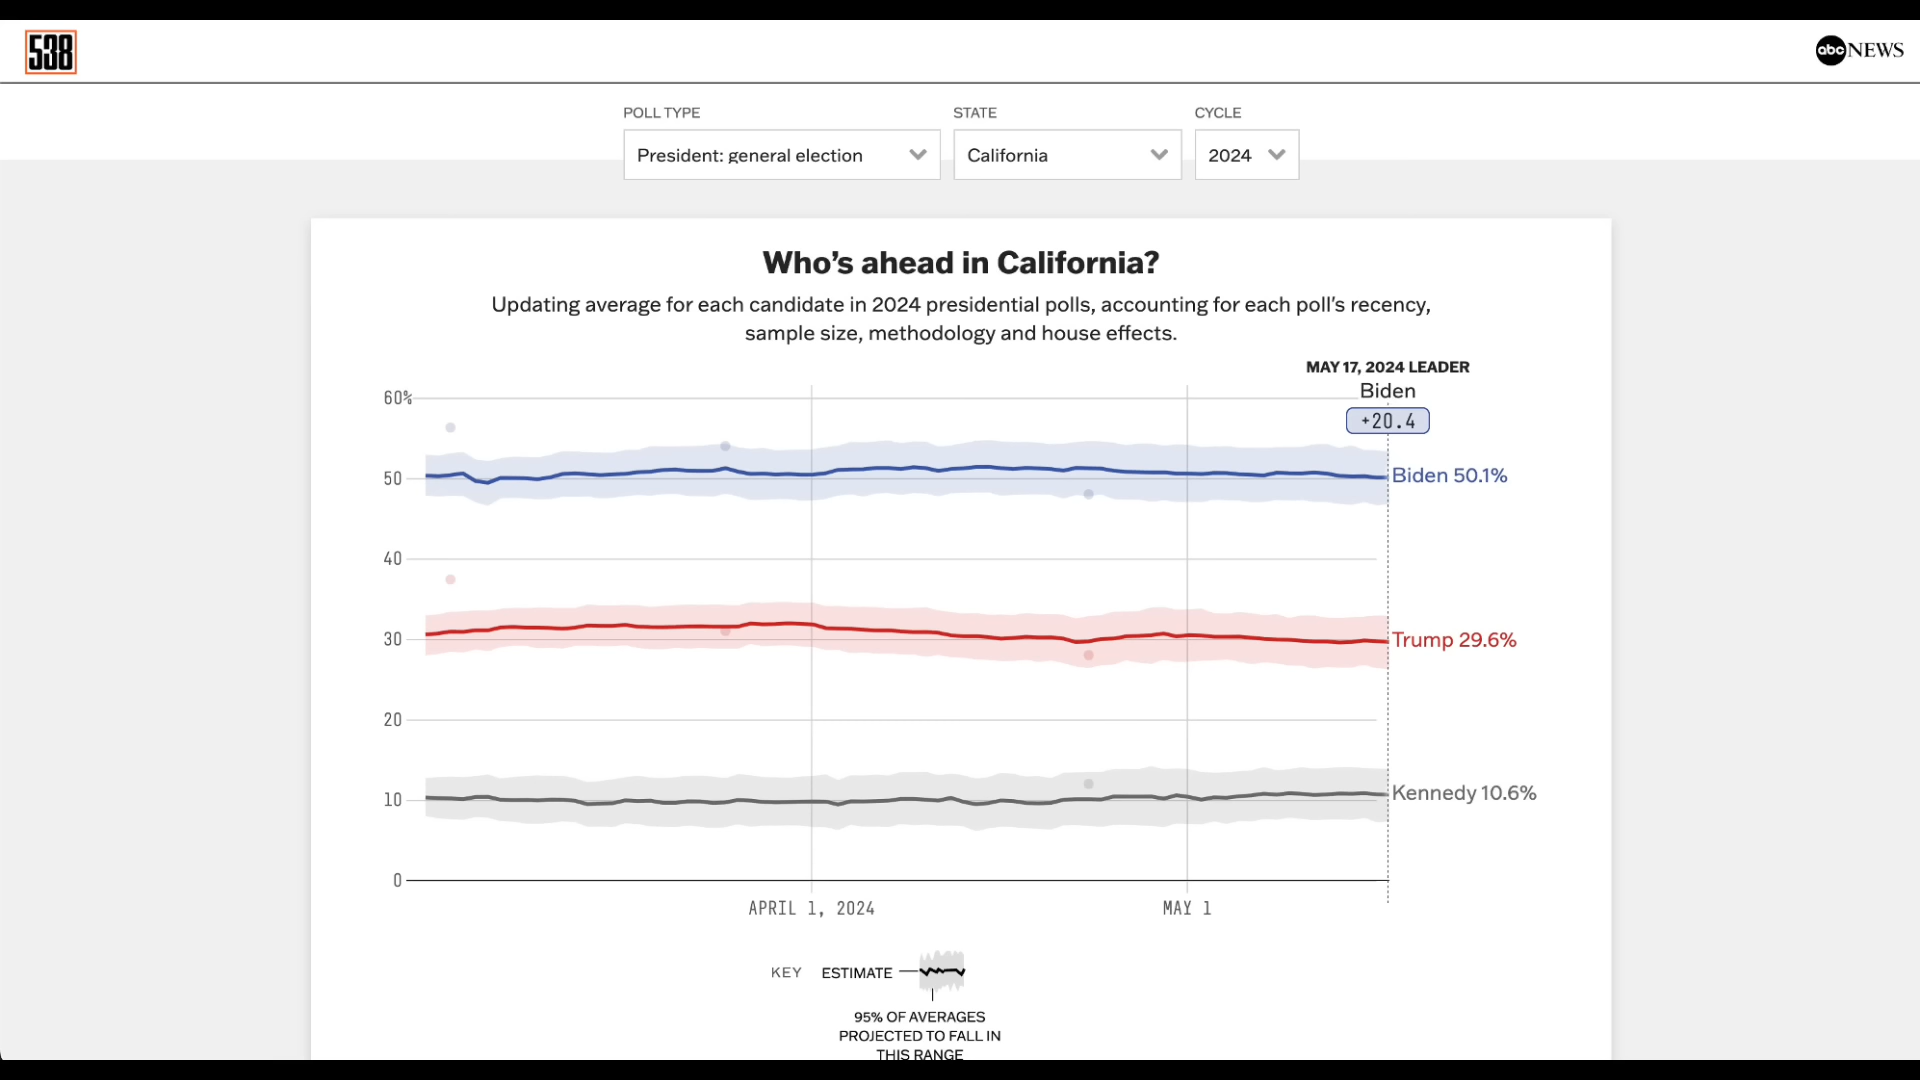 538
abc NEWS
POLL TYPE
STATE
CYCLE
President: general election
California
2024
Who's ahead in California?
Updating average for each candidate in 2024 presidential polls, accounting for each poll's recency,
sample size, methodology and house effects.
MAY 17, 2024 LEADER
Biden
+20.4
60%
50
40
30
20
10
0
Biden 50.1%
Trump 29.6%
Kennedy 10.6%
APRIL 1, 2024
MAY 1
KEY
ESTIMATE
95% OF AVERAGES
PROJECTED TO FALL IN
THIS RANGE